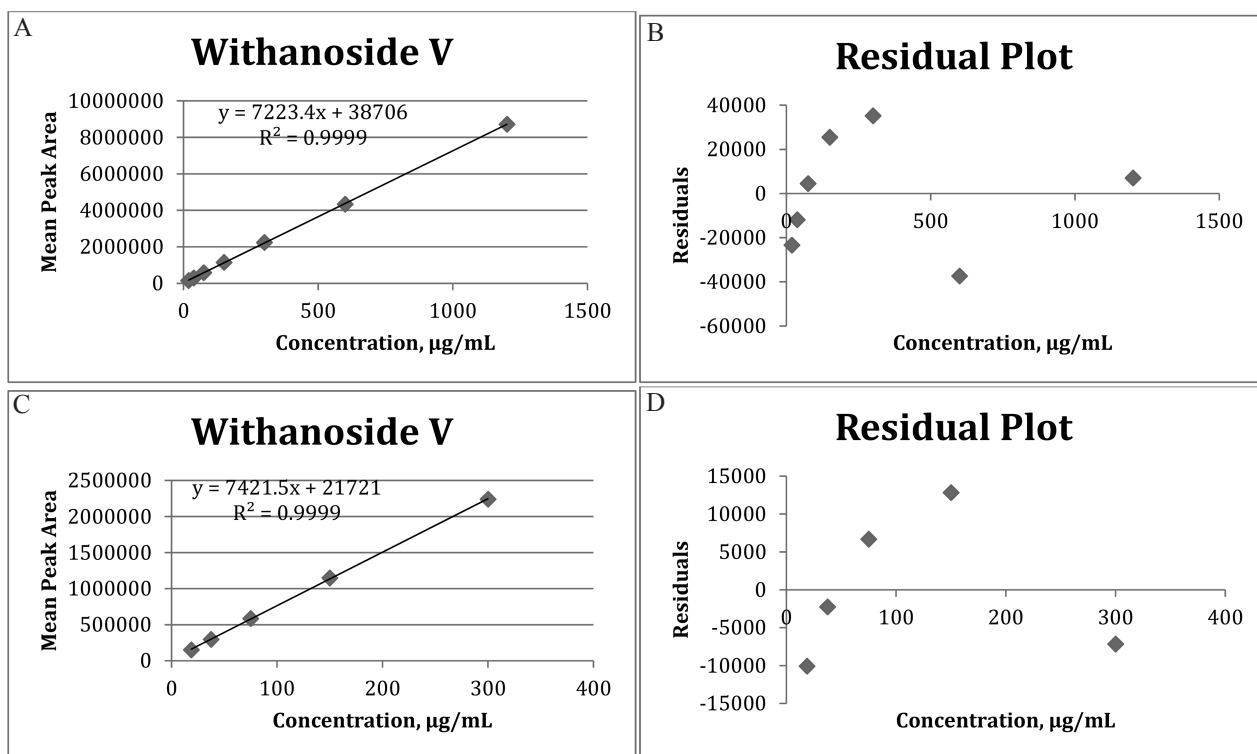 A
Withanoside V
Mean Peak Area
10000000
8000000
6000000
4000000
2000000
0
y = 7223.4x + 38706
R² = 0.9999
0 500 1000 1500
Concentration, µg/mL
B
Residual Plot
Residuals
40000
20000
0
-20000
-40000
-60000
0 500 1000 1500
Concentration, µg/mL
C
Withanoside V
Mean Peak Area
2500000
2000000
1500000
1000000
500000
0
y = 7421.5x + 21721
R² = 0.9999
0 100 200 300 400
Concentration, µg/mL
D
Residual Plot
Residuals
15000
10000
5000
0
-5000
-10000
-15000
0 100 200 300 400
Concentration, µg/mL